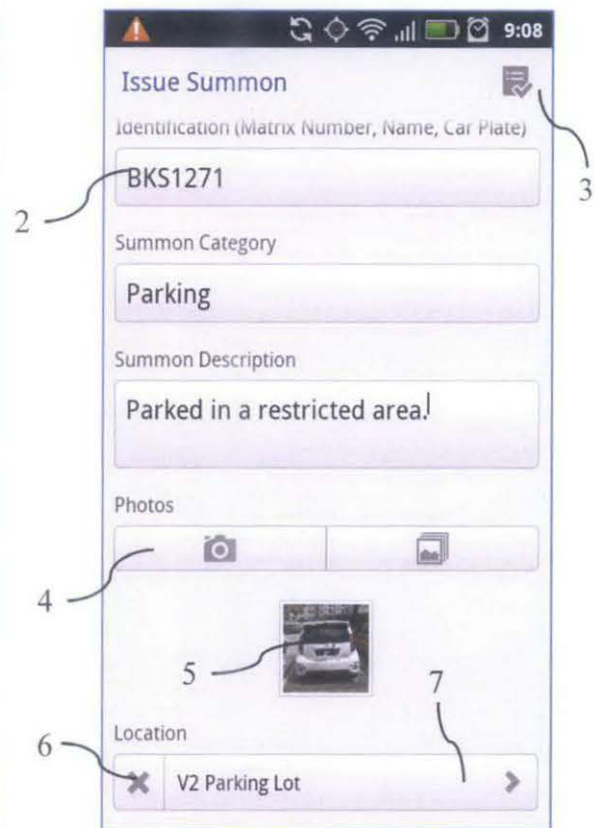 9:08
Issue Summon
3
Identification (Matrix Number, Name, Car Plate)
2
BKS1271
Summon Category
Parking
Summon Description
Parked in a restricted area.
Photos
4
5
7
Location
6
V2 Parking Lot